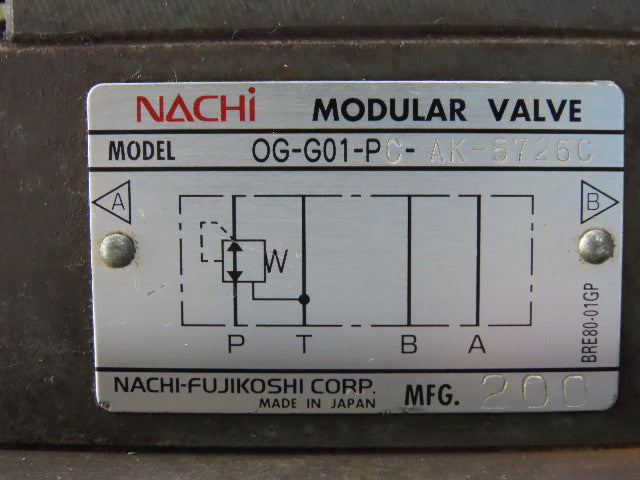 NACHi MODULAR VALVE
MODEL OG-G01-PC-AK-5726C
A B
W
P T B A
BRE80-01GP
NACHI-FUJIKOSHI CORP. MFG. 200
MADE IN JAPAN